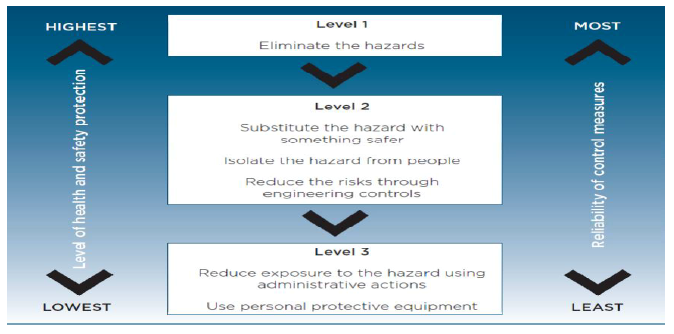 HIGHEST
Level of health and safety protection
LOWEST
Level 1
Eliminate the hazards
Level 2
Substitute the hazard with
something safer
Isolate the hazard from people
Reduce the risks through
engineering controls
Level 3
Reduce exposure to the hazard using
administrative actions
Use personal protective equipment
MOST
Reliability of control measures
LEAST